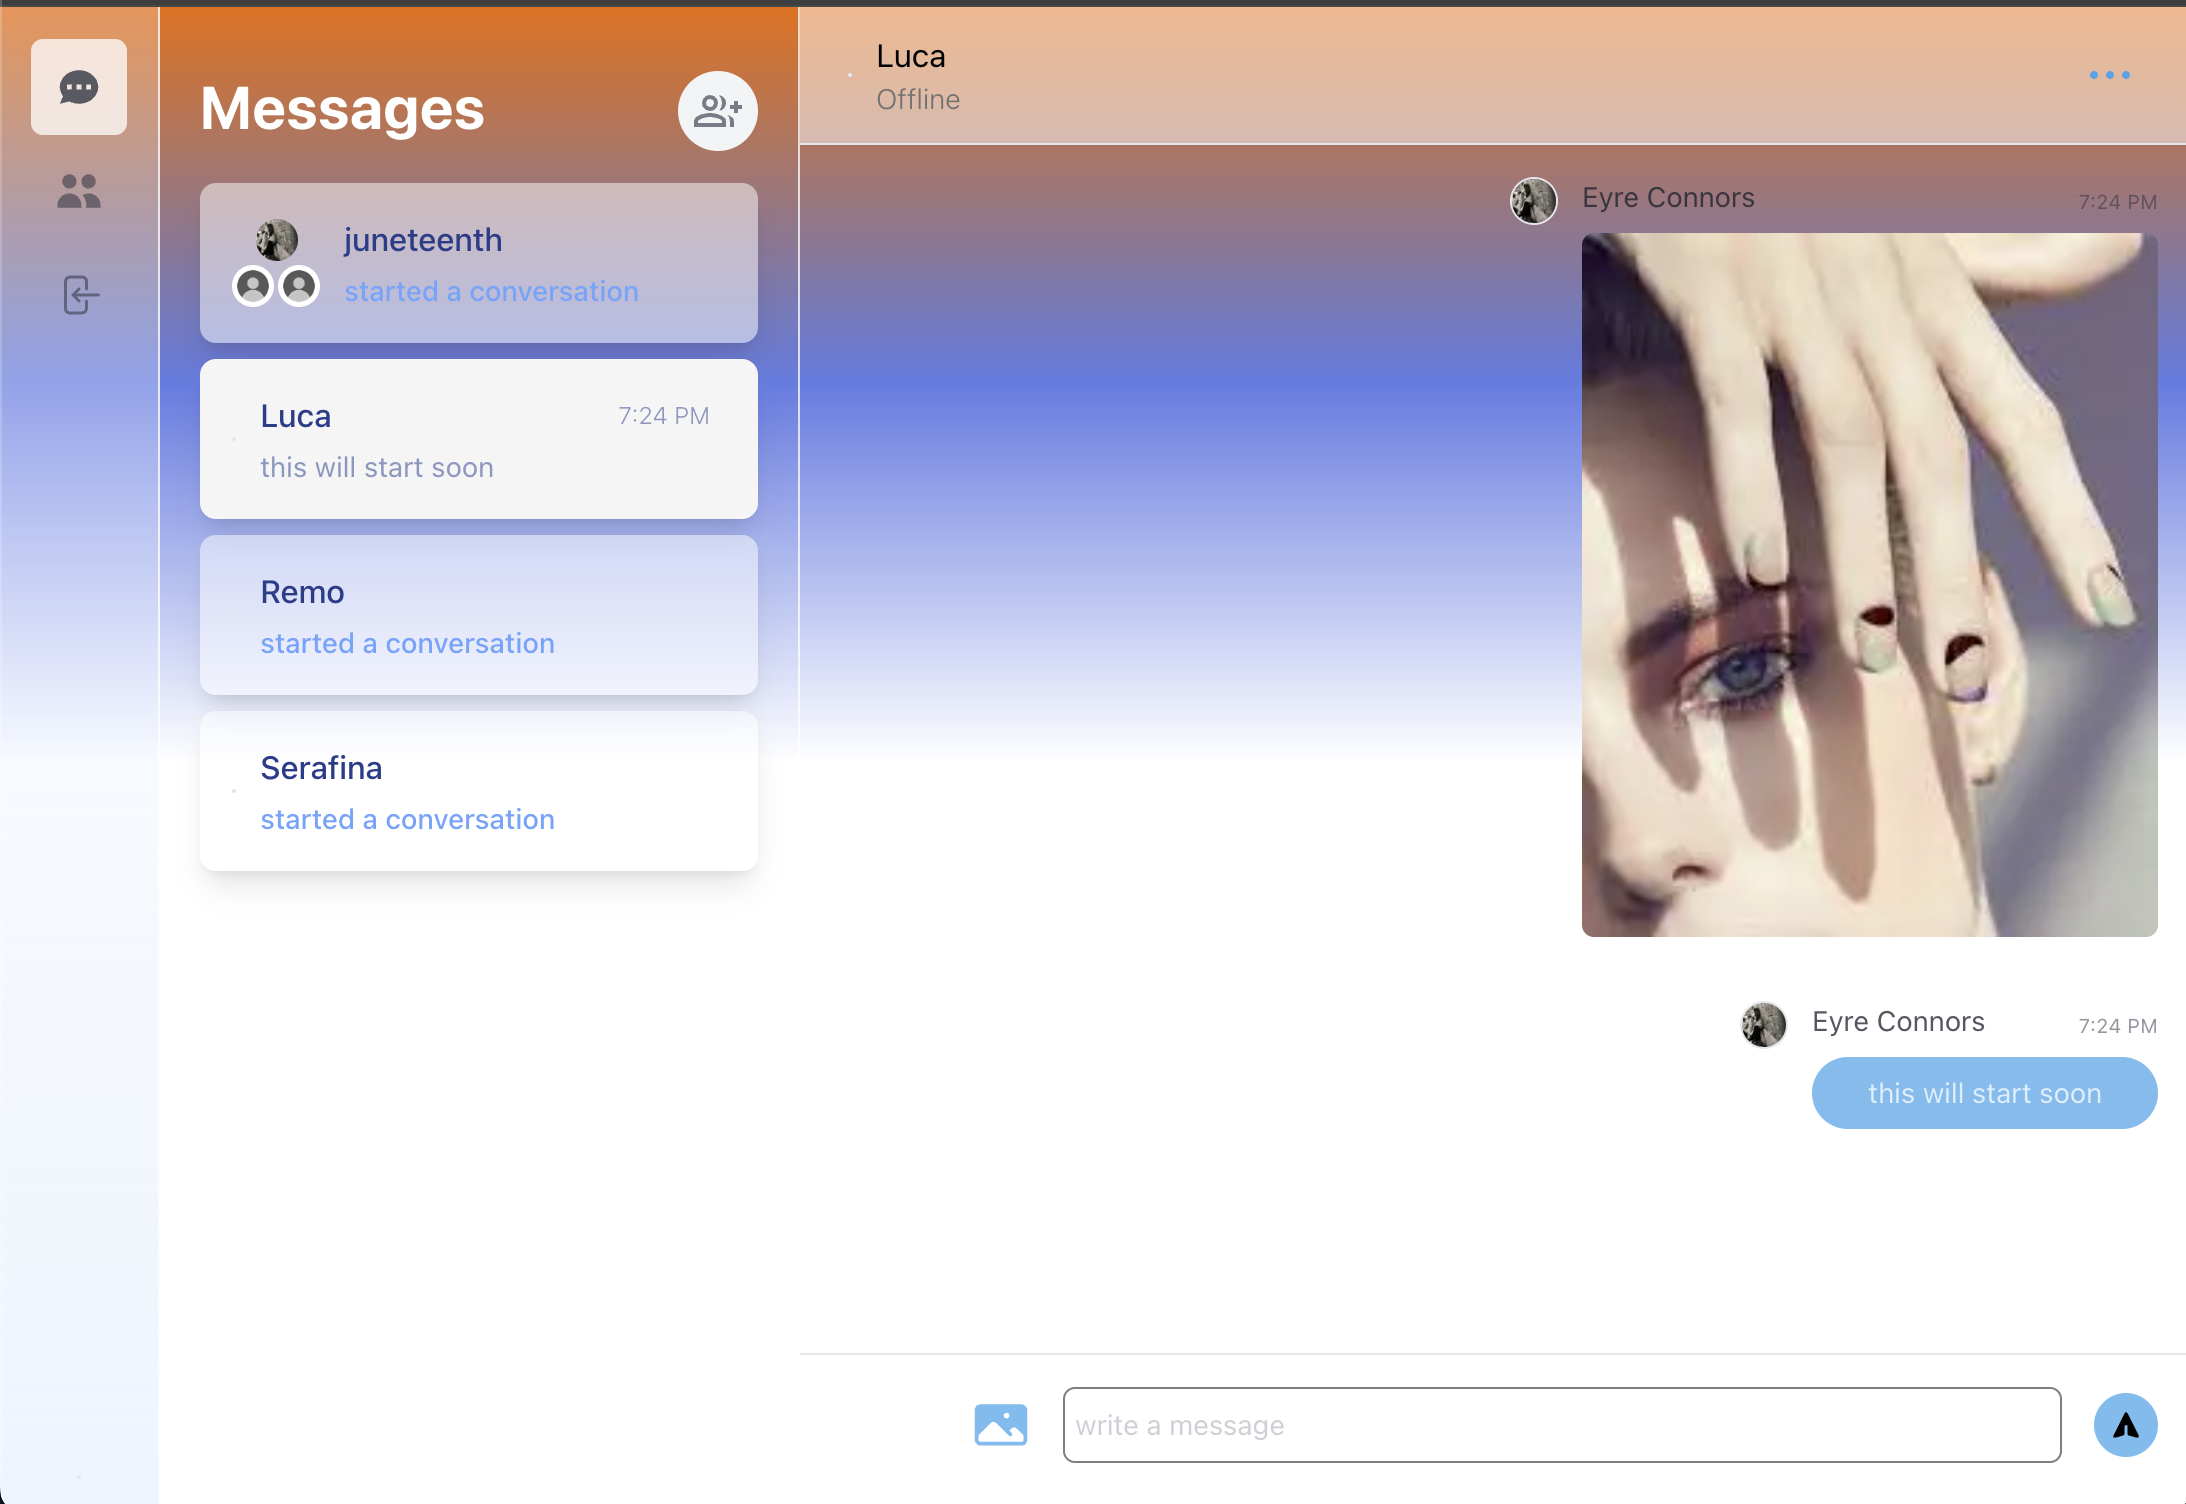 Messages
juneteenth
started a conversation
Luca
7:24 PM
this will start soon
Remo
started a conversation
Serafina
started a conversation
Luca
Offline
Eyre Connors
7:24 PM
Eyre Connors
7:24 PM
this will start soon
write a message